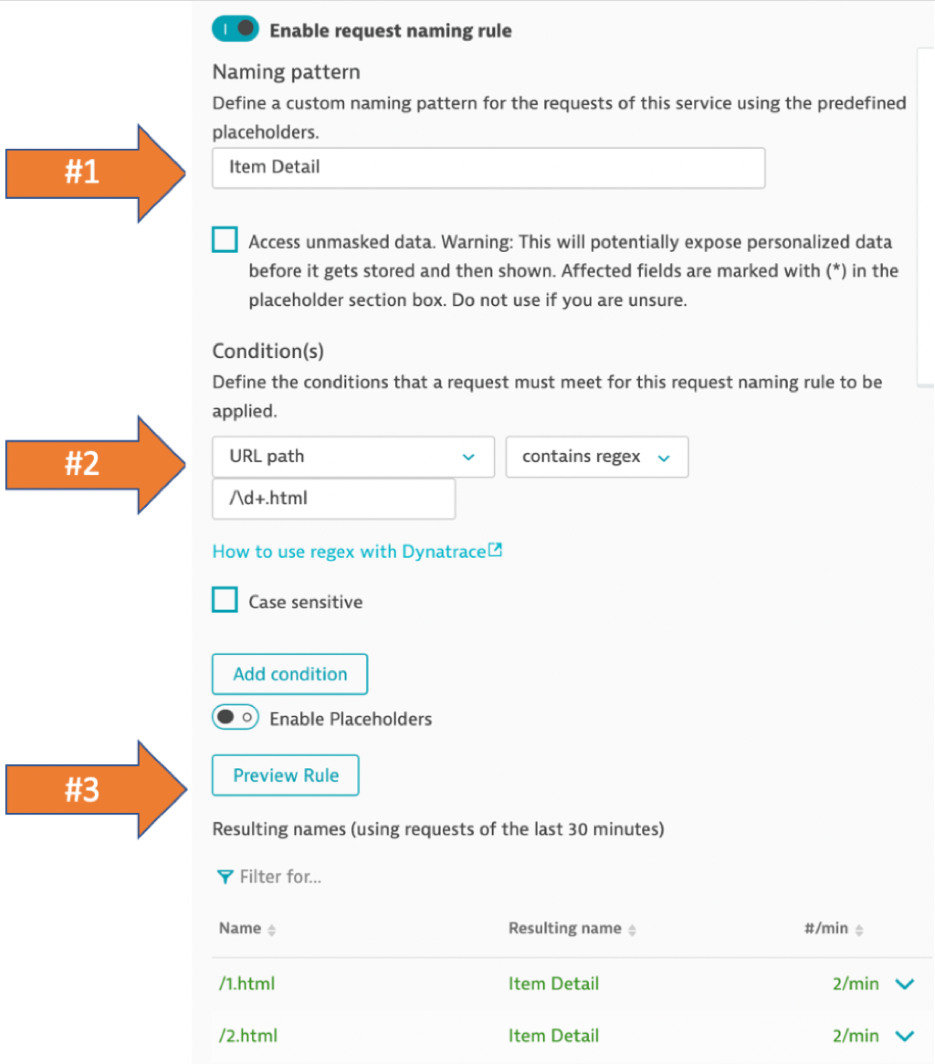 Enable request naming rule
Naming pattern
Define a custom naming pattern for the requests of this service using the predefined
placeholders.
#1
Item Detail
Access unmasked data. Warning: This will potentially expose personalized data
before it gets stored and then shown. Affected fields are marked with (*) in the
placeholder section box. Do not use if you are unsure.
Condition(s)
Define the conditions that a request must meet for this request naming rule to be
applied.
#2
URL path contains regex
/\d+.html
How to use regex with Dynatrace
Case sensitive
Add condition
Enable Placeholders
#3
Preview Rule
Resulting names (using requests of the last 30 minutes)
Filter for...
Name Resulting name #/min
/1.html Item Detail 2/min
/2.html Item Detail 2/min